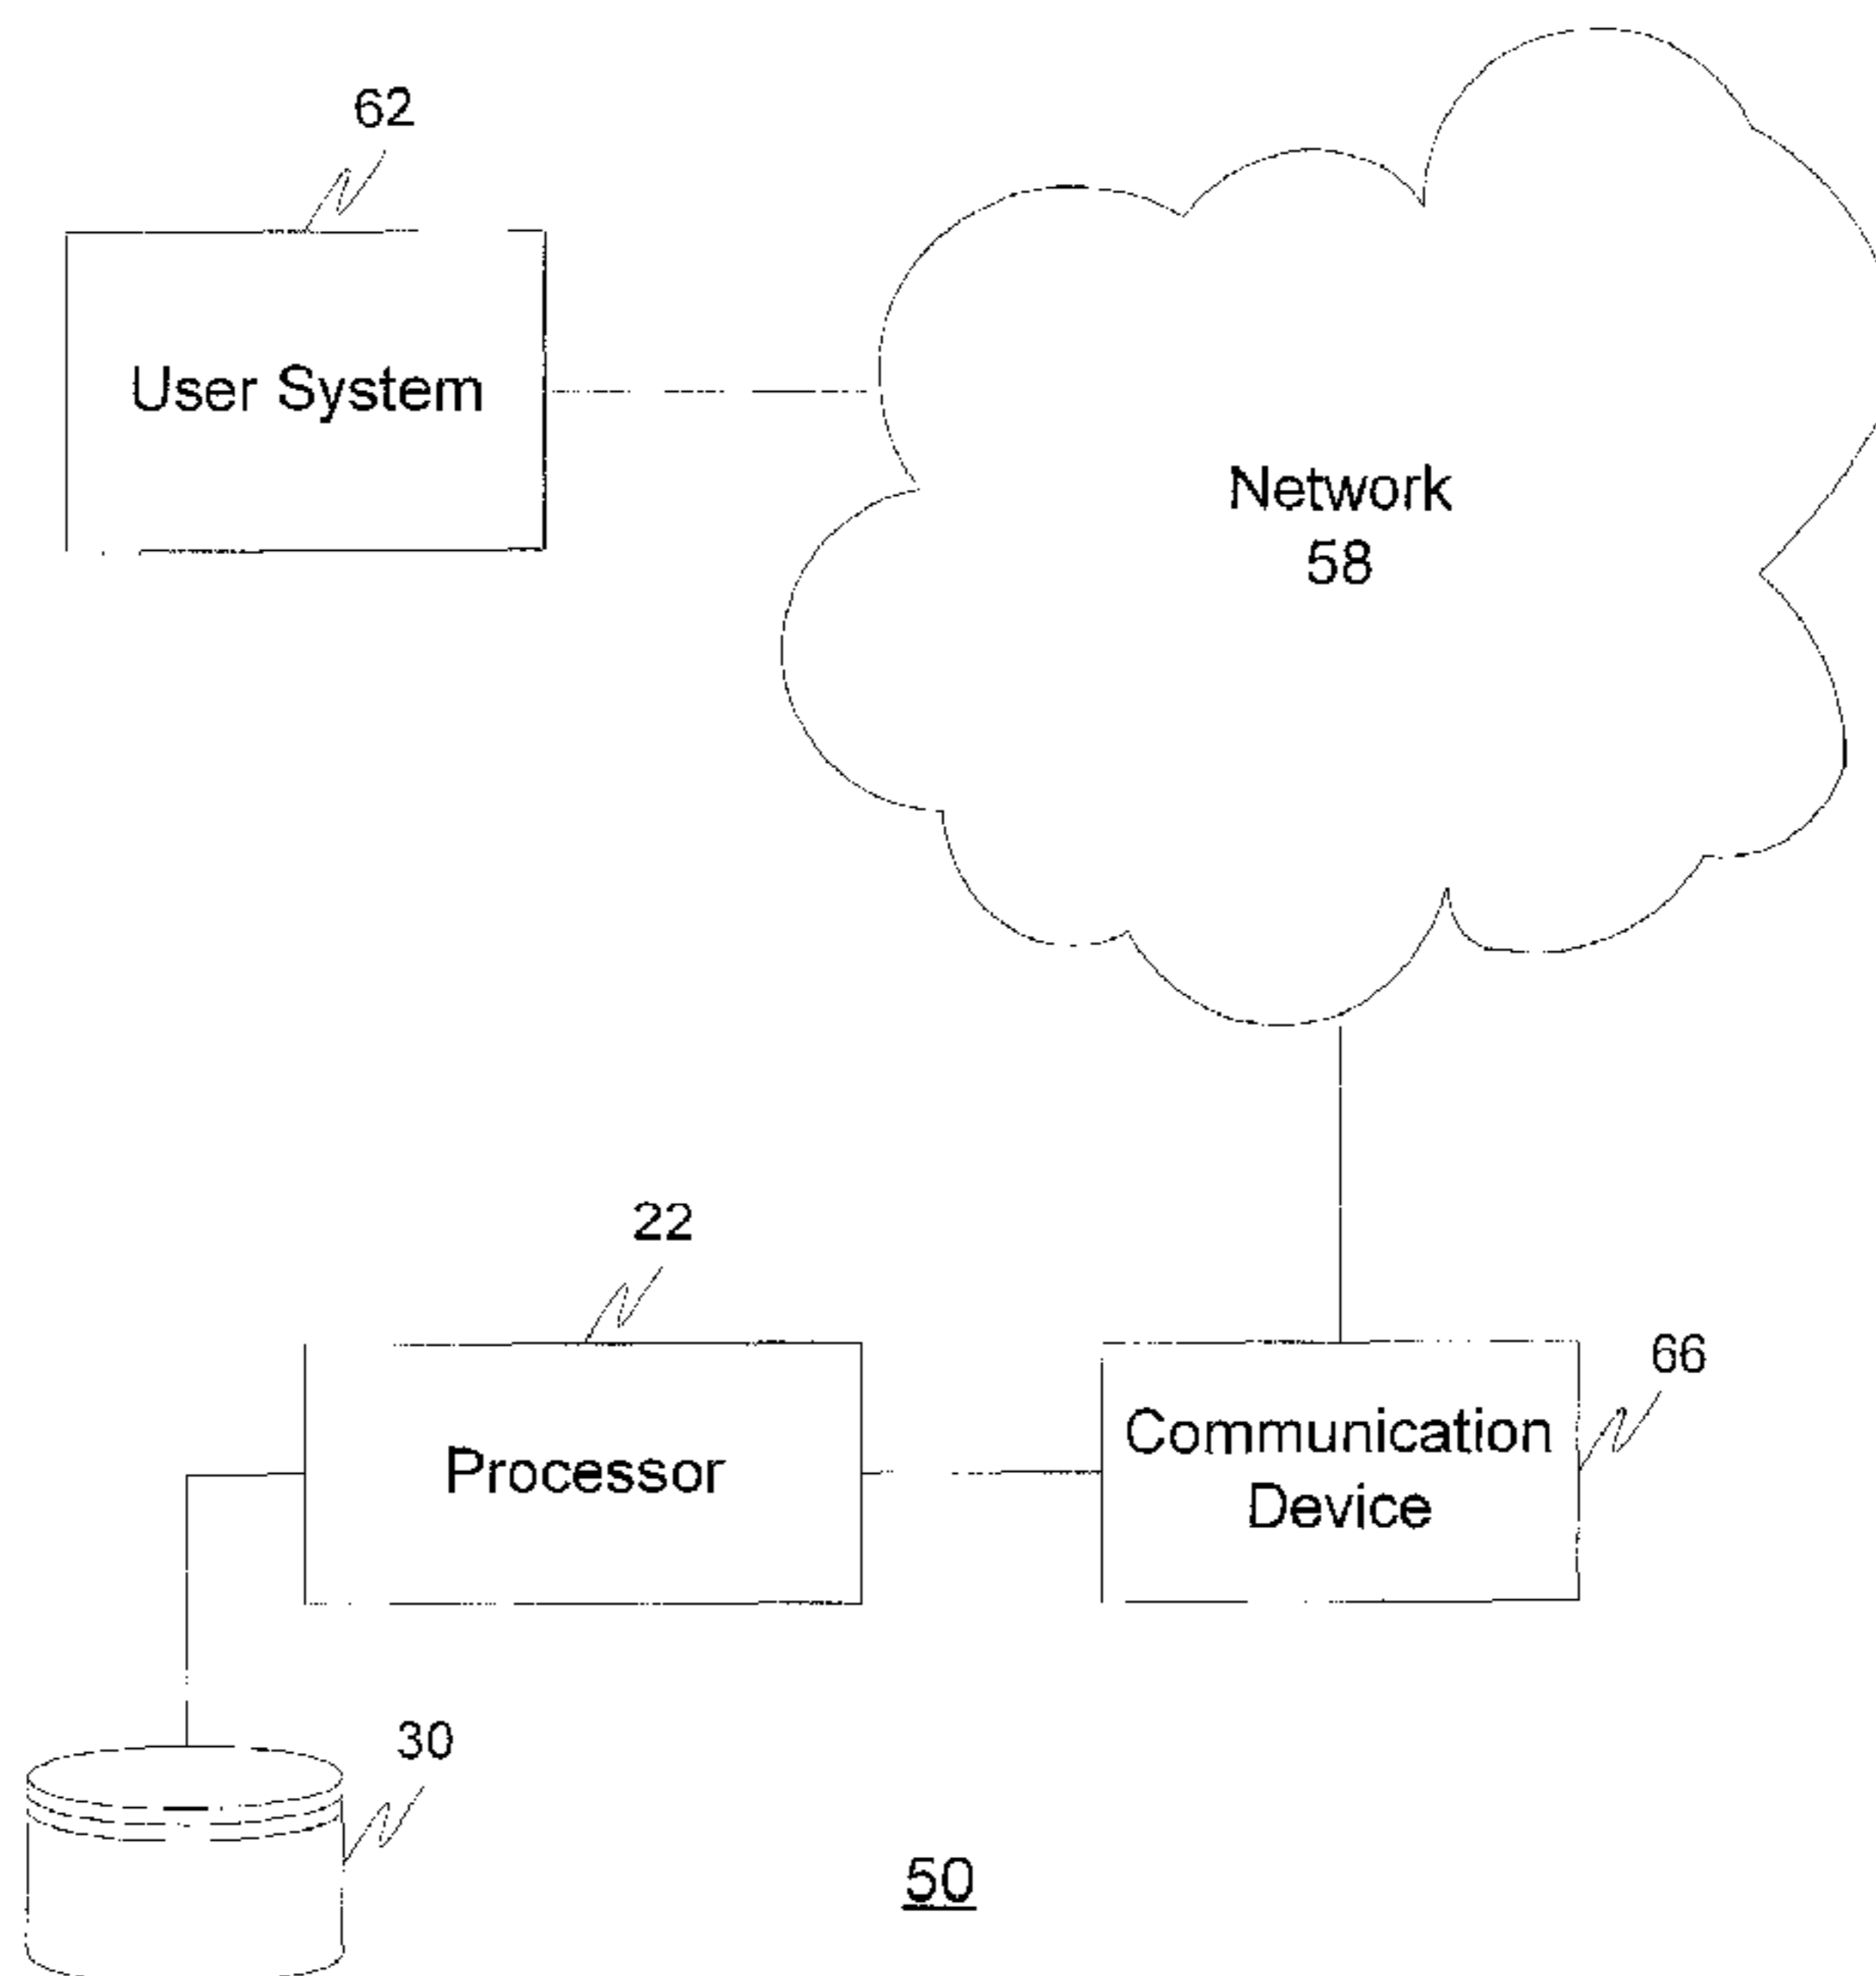 62
User System
Network
58
22
66
Processor
Communication
Device
30
50